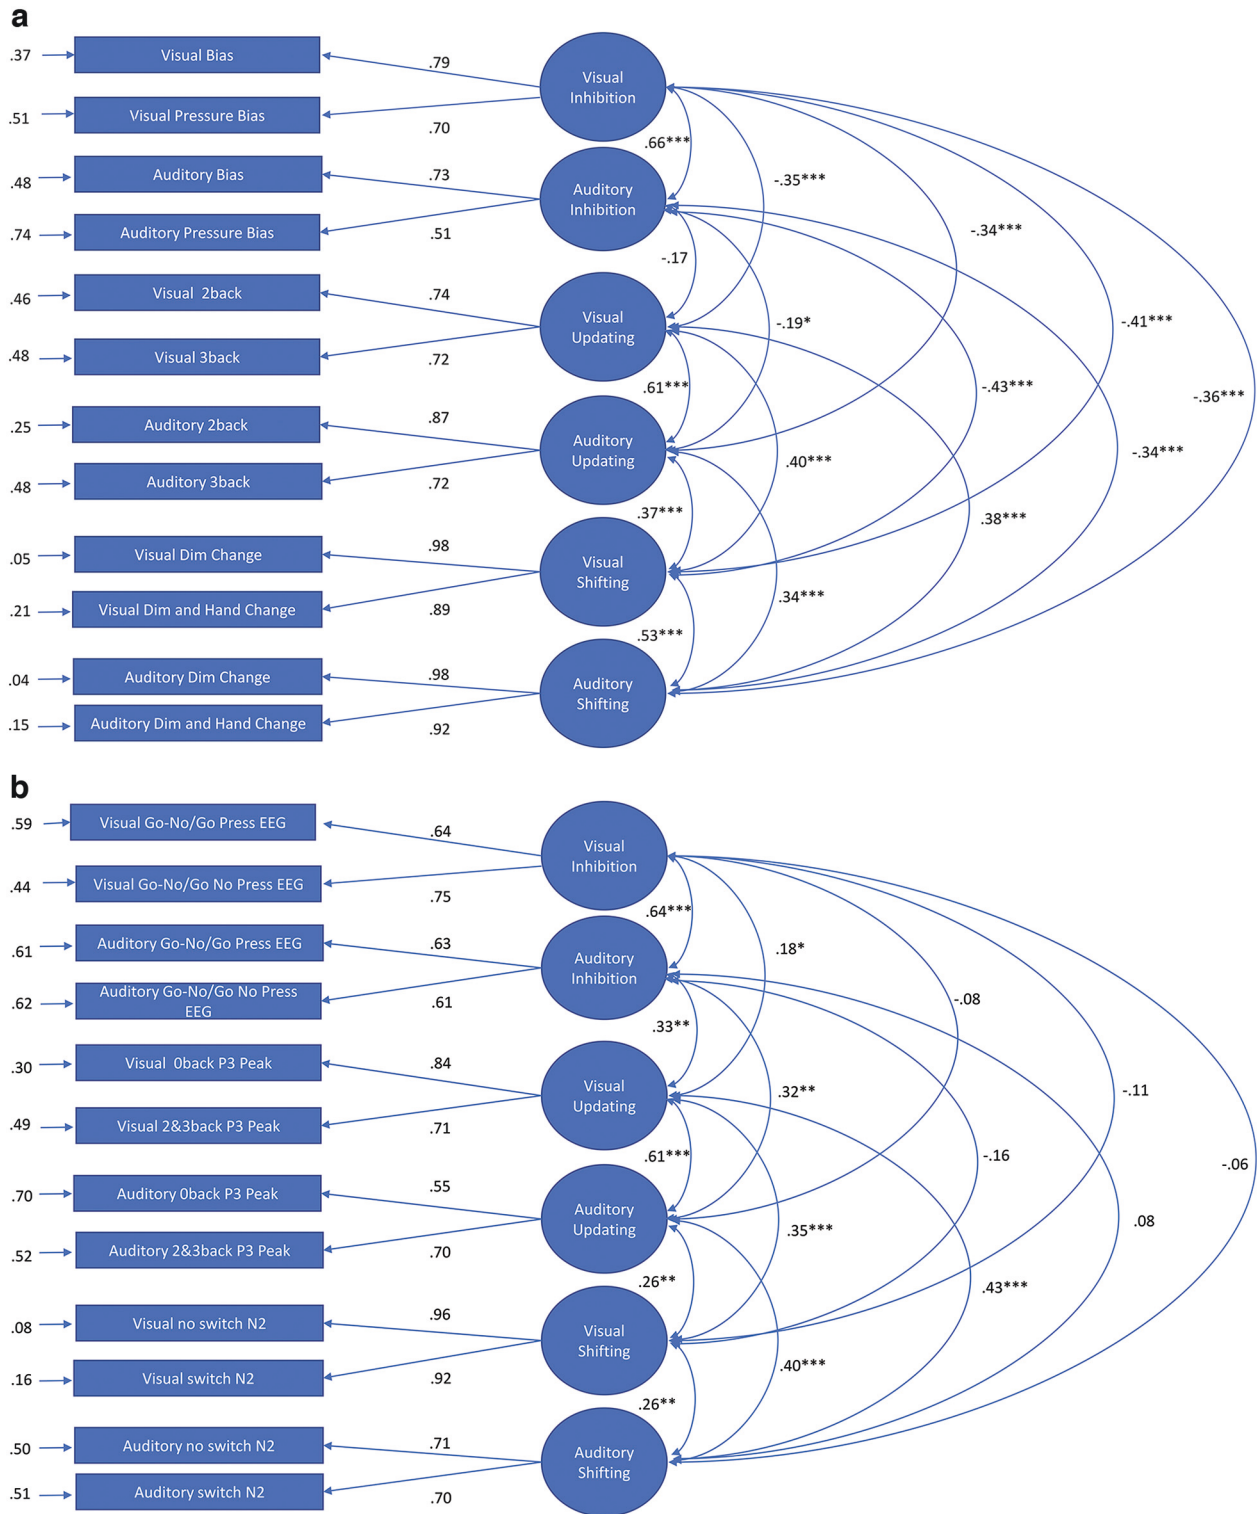 a
.37
Visual Bias
.79
Visual
Inhibition
.51
Visual Pressure Bias
.70
.66***
.48
Auditory Bias
.73
Auditory
Inhibition
-.35***
.74
Auditory Pressure Bias
.51
-.34***
-.17
.46
Visual 2back
.74
Visual
Updating
-.19*
-.41***
.48
Visual 3back
.72
.61***
-.43***
-.36***
.25
Auditory 2back
.87
Auditory
Updating
.40***
-.34***
.48
Auditory 3back
.72
.37***
.38***
.05
Visual Dim Change
.98
Visual
Shifting
.21
Visual Dim and Hand Change
.89
.34***
.53***
.04
Auditory Dim Change
.98
Auditory
Shifting
.15
Auditory Dim and Hand Change
.92
b
.59
Visual Go-No/Go Press EEG
.64
Visual
Inhibition
.44
Visual Go-No/Go No Press EEG
.75
.64***
.61
Auditory Go-No/Go Press EEG
.63
Auditory
Inhibition
.18*
.62
Auditory Go-No/Go No Press
EEG
.61
-.08
.33**
.30
Visual 0back P3 Peak
.84
Visual
Updating
.32**
-.11
.49
Visual 2&3back P3 Peak
.71
.61***
-.16
-.06
.70
Auditory 0back P3 Peak
.55
Auditory
Updating
.35***
.08
.52
Auditory 2&3back P3 Peak
.70
.26**
.43***
.08
Visual no switch N2
.96
Visual
Shifting
.16
Visual switch N2
.92
.40***
.26**
.50
Auditory no switch N2
.71
Auditory
Shifting
.51
Auditory switch N2
.70